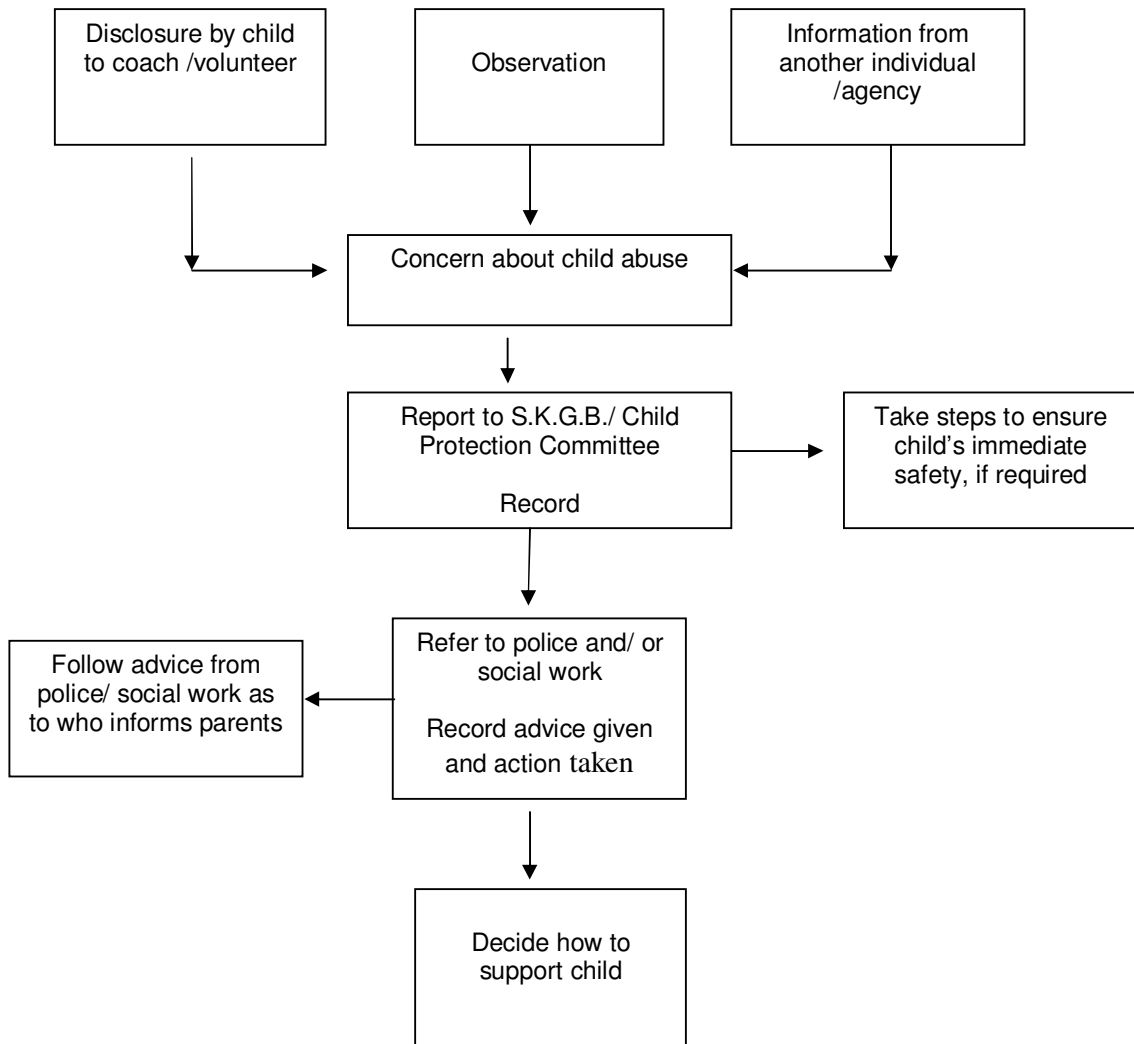 Disclosure by child
to coach /volunteer
Observation
Information from
another individual
/agency
Concern about child abuse
Report to S.K.G.B./ Child
Protection Committee
Record
Take steps to ensure
child's immediate
safety, if required
Refer to police and/ or
social work
Record advice given
and action taken
Follow advice from
police/ social work as
to who informs parents
Decide how to
support child